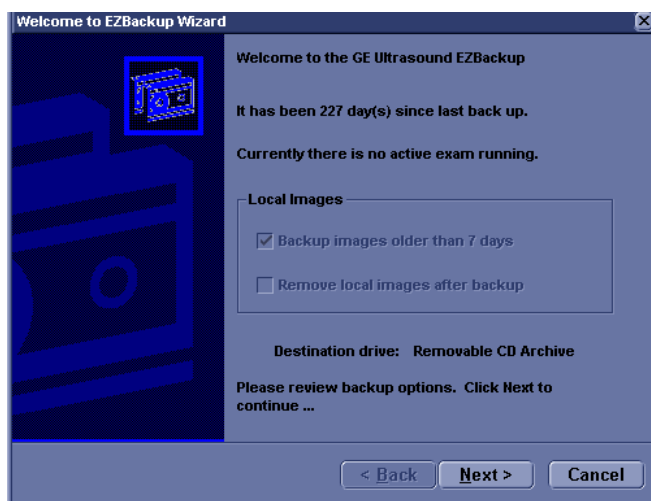 Welcome to EZBackup Wizard
Welcome to the GE Ultrasound EZBackup
It has been 227 day(s) since last back up.
Currently there is no active exam running.
Local Images
Backup images older than 7 days
Remove local images after backup
Destination drive: Removable CD Archive
Please review backup options. Click Next to
continue ...
< Back Next > Cancel